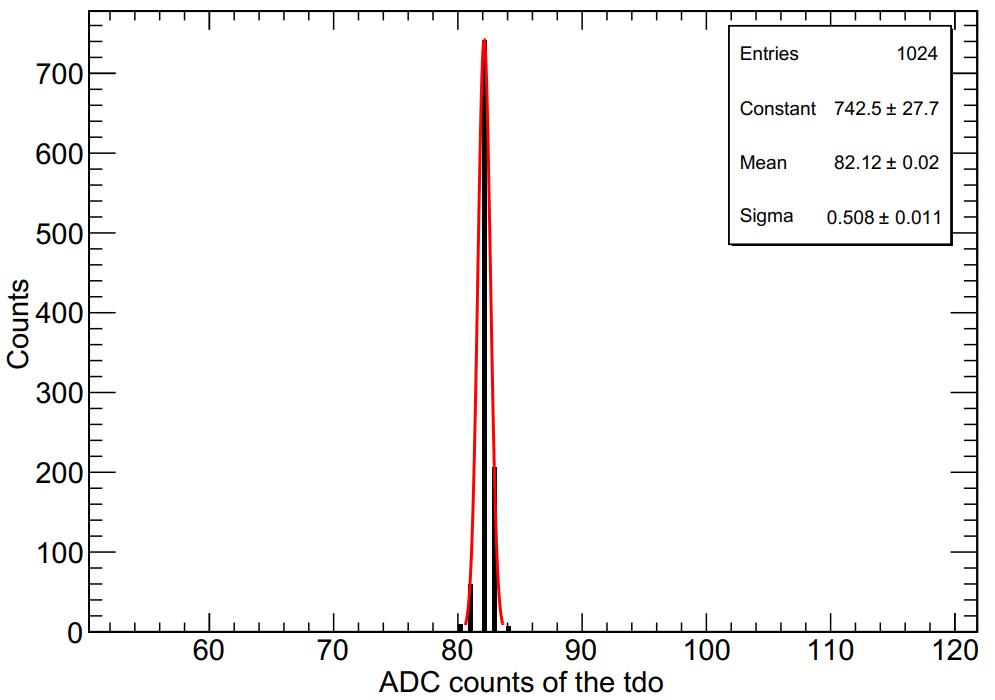 Entries 1024
Constant 742.5 ± 27.7
Mean 82.12 ± 0.02
Sigma 0.508 ± 0.011
700
600
500
400
300
200
100
0
Counts
60 70 80 90 100 110 120
ADC counts of the tdo